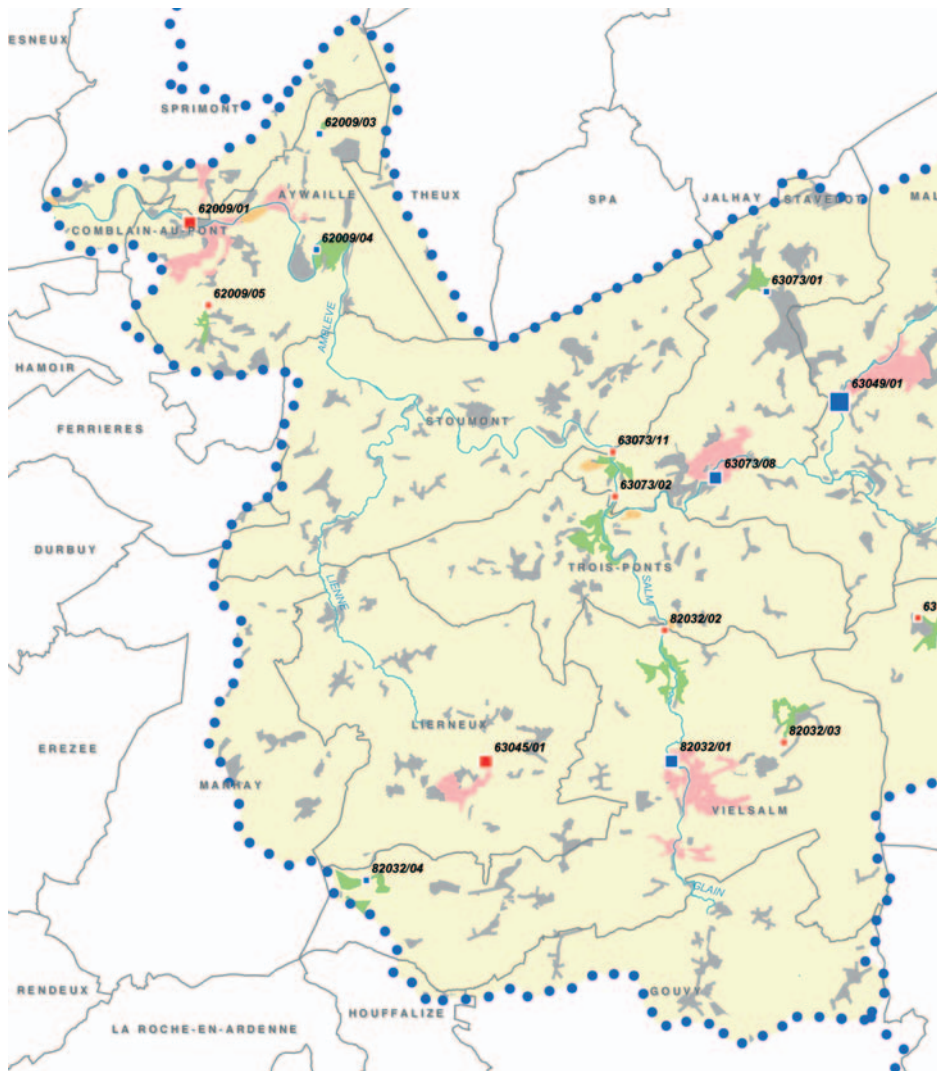 ESNEUX
SPRIMONT
62009/03
AYWAILLE
THEUX
SPA
JALHAY
STAVELOT
MAL
62009/01
COMBLAIN-AU-PONT
62009/04
63073/01
62009/05
AMBLEVE
HAMOIR
63049/01
FERRIERES
STOUMONT
63073/11
63073/08
63073/02
DURBUY
TROIS-PONTS
LIENNE
SALM
63
82032/02
LIERNEUX
82032/03
EREZEE
63045/01
82032/01
MANHAY
VIELSALM
82032/04
GLAIN
RENDEUX
GOUVY
HOUFFALIZE
LA ROCHE-EN-ARDENNE